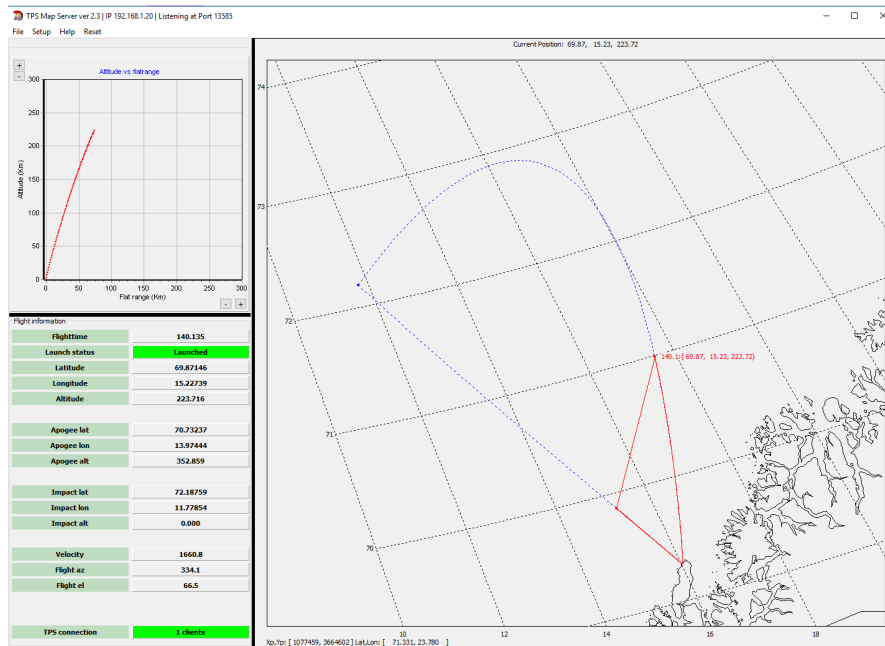 TPS Map Server ver 2.3 | IP 192.168.1.20 | Listening at Port 13585
File Setup Help Reset
Current Position: 69.87, 15.23, 223.72
+
-
Altitude vs flatrange
300
250
200
150
100
50
0
Altitude (Km)
0 50 100 150 200 250 300
Flat range (Km)
- +
74
73
72
71
70
140.1:( 69.87, 15.23, 223.72)
10 12 14 16 18
Flight information
Flighttime 140.135
Launch status Launched
Latitude 69.87146
Longitude 15.22739
Altitude 223.716
Apogee lat 70.73237
Apogee lon 13.97444
Apogee alt 352.859
Impact lat 72.18759
Impact lon 11.77854
Impact alt 0.000
Velocity 1660.8
Flight az 334.1
Flight el 66.5
TPS connection 1 clients
Xp,Yp: [ 1077459, 3664602 ] Lat,Lon: [ 71.331, 23.780 ]